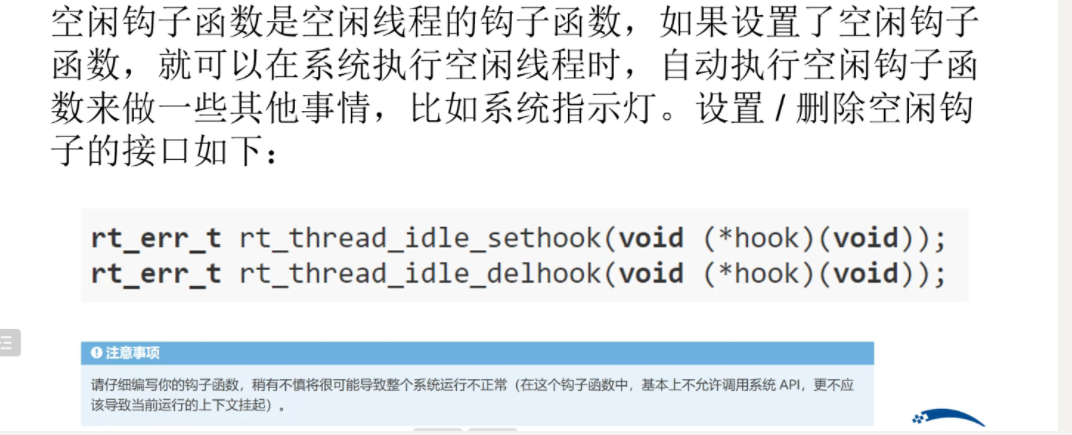 空闲钩子函数是空闲线程的钩子函数，如果设置了空闲钩子
函数，就可以在系统执行空闲线程时，自动执行空闲钩子函
数来做一些其他事情，比如系统指示灯。设置 / 删除空闲钩
子的接口如下：
rt_err_t rt_thread_idle_sethook(void (*hook)(void));
rt_err_t rt_thread_idle_delhook(void (*hook)(void));
注意事项
请仔细编写你的钩子函数，稍有不慎将很可能导致整个系统运行不正常（在这个钩子函数中，基本上不允许调用系统 API，更不应
该导致当前运行的上下文挂起）。